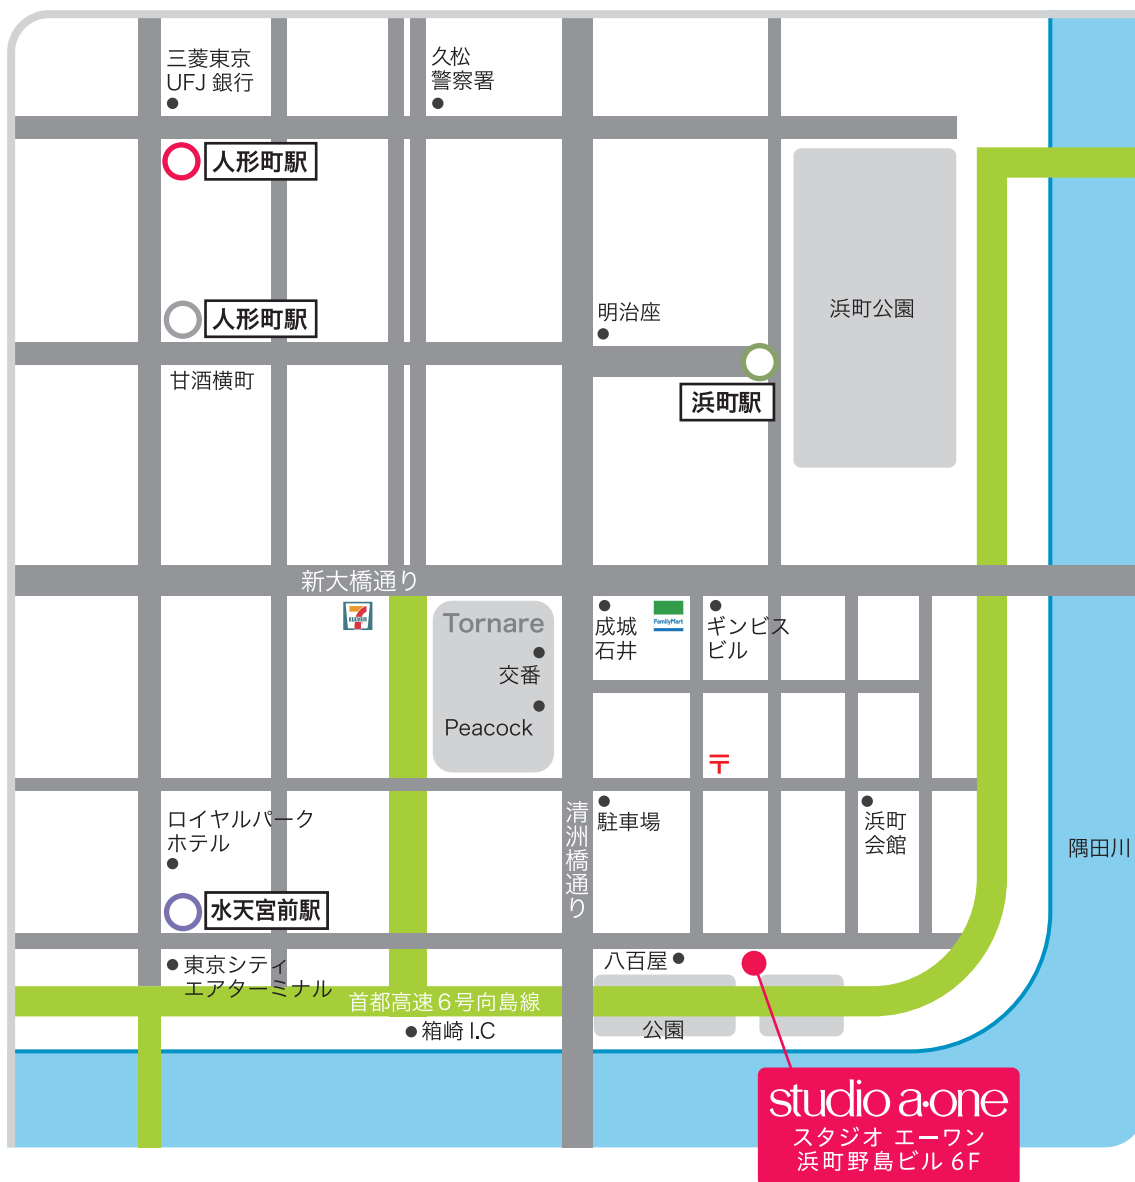 三菱東京
UFJ 銀行
久松
警察署
人形町駅
人形町駅
甘酒横町
明治座
浜町駅
浜町公園
新大橋通り
7
ELEVEN
Tornare
交番
Peacock
成城
石井
FamilyMart
ギンビス
ビル
〒
ロイヤルパーク
ホテル
水天宮前駅
清洲橋通り
駐車場
浜町
会館
隅田川
東京シティ
エアターミナル
八百屋
首都高速6号向島線
箱崎 I.C
公園
studio a·one
スタジオ エーワン
浜町野島ビル 6F